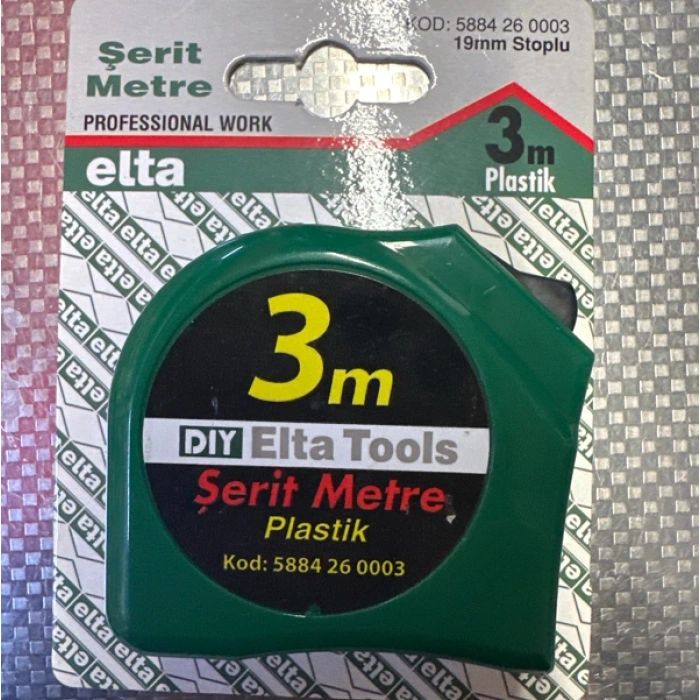 Şerit
Metre
PROFESSIONAL WORK
elta
KOD: 5884 26 0003
19mm Stoplu
3m
Plastik
3m
DIY Elta Tools
Şerit Metre
Plastik
Kod: 5884 26 0003